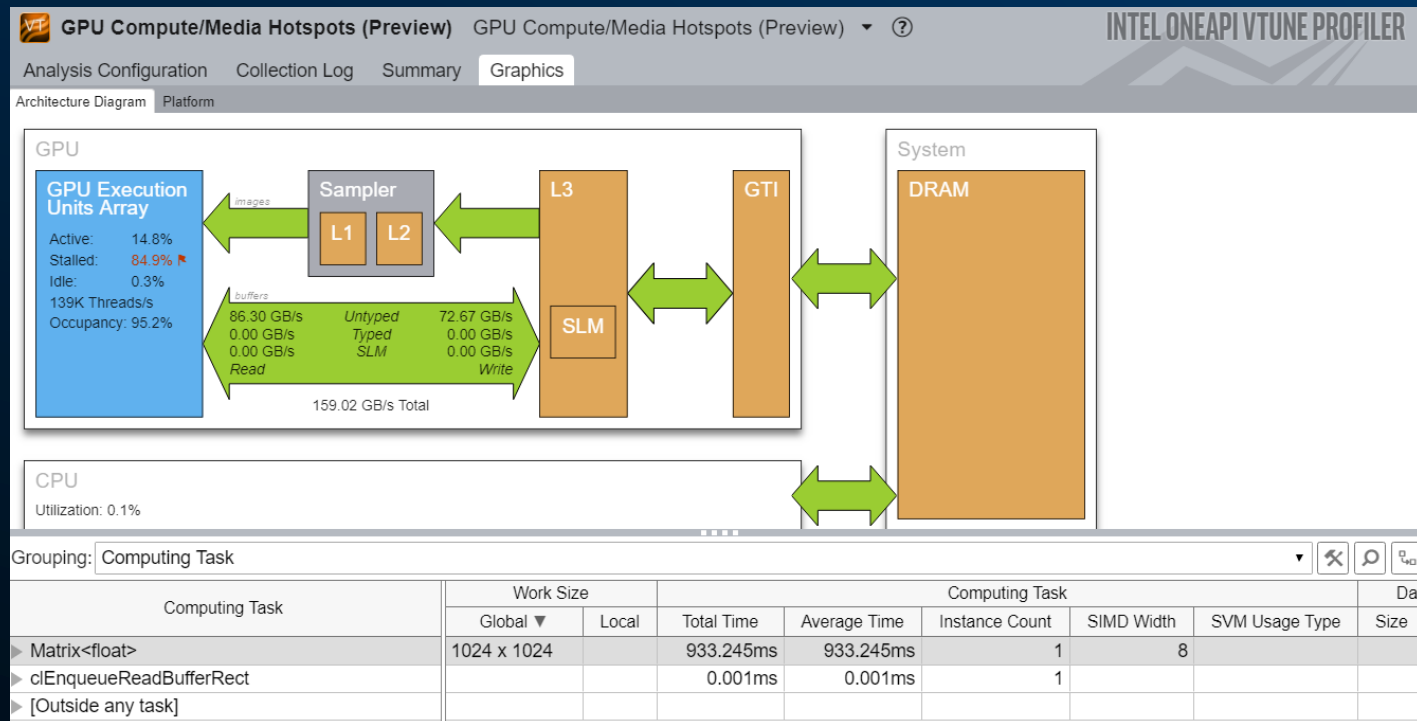 VT GPU Compute/Media Hotspots (Preview) GPU Compute/Media Hotspots (Preview) INTEL ONEAPI VTUNE PROFILER
Analysis Configuration Collection Log Summary Graphics
Architecture Diagram Platform
GPU
System
GPU Execution
Units Array
Active: 14.8%
Stalled: 84.9%
Idle: 0.3%
139K Threads/s
Occupancy: 95.2%
images
Sampler
L1 L2
L3
GTI
DRAM
buffers
86.30 GB/s Untyped 72.67 GB/s
0.00 GB/s Typed 0.00 GB/s
0.00 GB/s SLM 0.00 GB/s
Read Write
159.02 GB/s Total
SLM
CPU
Utilization: 0.1%
Grouping: Computing Task
Computing Task Work Size Computing Task Da
Global Local Total Time Average Time Instance Count SIMD Width SVM Usage Type Size
Matrix<float> 1024 x 1024 933.245ms 933.245ms 1 8
clEnqueueReadBufferRect 0.001ms 0.001ms 1
[Outside any task]